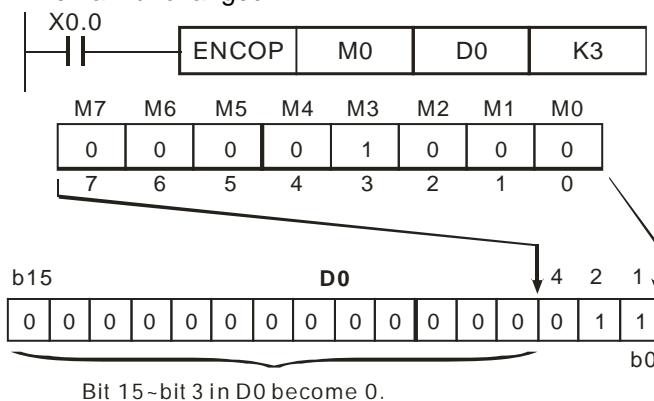 X0.0
ENCOP M0 D0 K3
M7 M6 M5 M4 M3 M2 M1 M0
0 0 0 0 1 0 0 0
7 6 5 4 3 2 1 0
b15 D0 4 2 1
0 0 0 0 0 0 0 0 0 0 0 0 0 0 1 1
b0
Bit 15~bit 3 in D0 become 0.